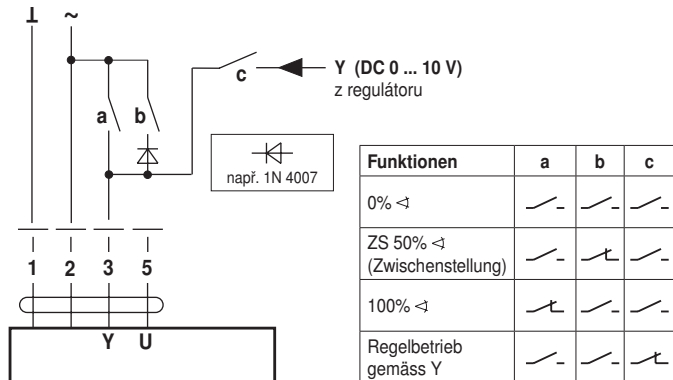 ⊥ ~
a b c
Y (DC 0 ... 10 V)
z regulátoru
např. 1N 4007
1 2 3 5
Y U
Funktionen a b c
0% ∢
ZS 50% ∢
(Zwischenstellung)
100% ∢
Regelbetrieb
gemäss Y